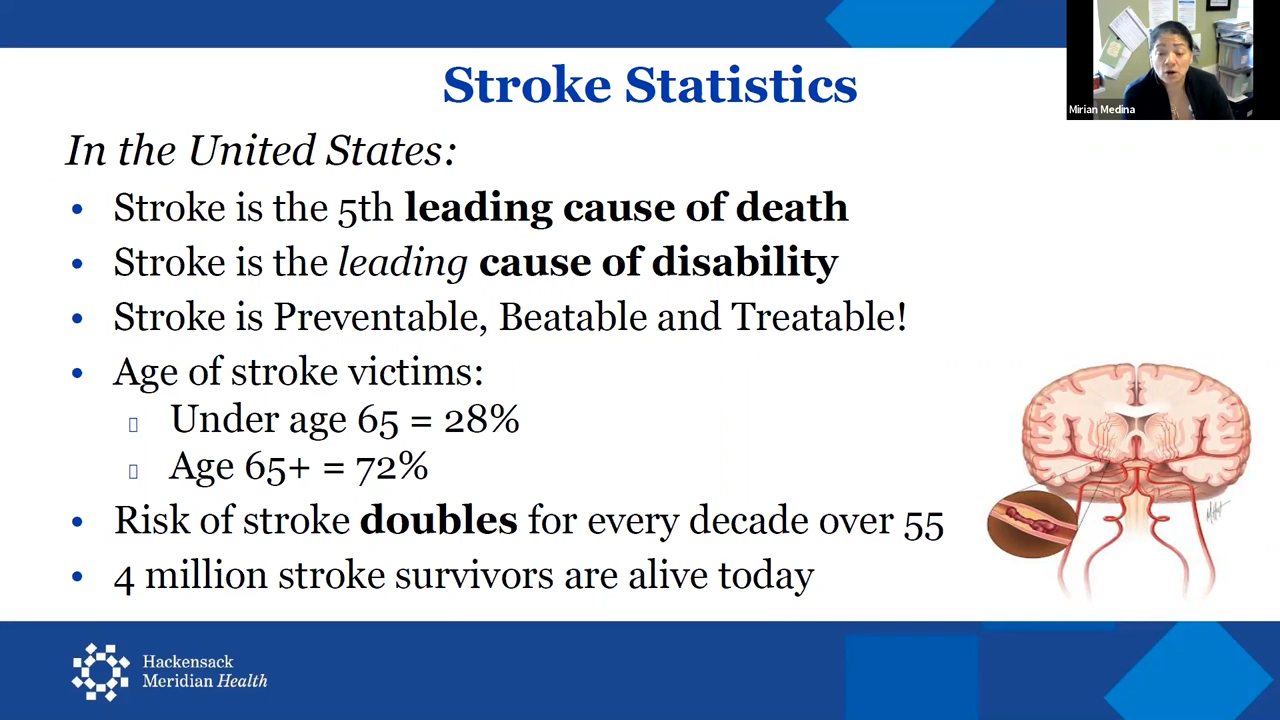 Stroke Statistics
Mirian Medina
In the United States:
• Stroke is the 5th leading cause of death
• Stroke is the leading cause of disability
• Stroke is Preventable, Beatable and Treatable!
• Age of stroke victims:
▯ Under age 65 = 28%
▯ Age 65+ = 72%
• Risk of stroke doubles for every decade over 55
• 4 million stroke survivors are alive today
Hackensack
Meridian Health